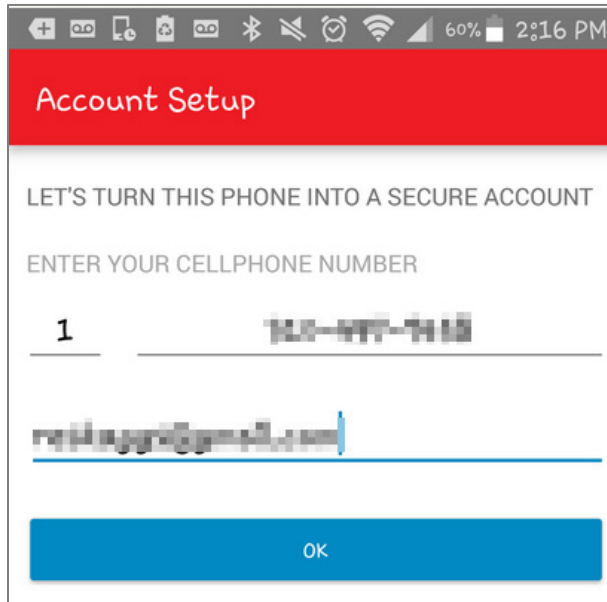 60% 2:16 PM
Account Setup
LET'S TURN THIS PHONE INTO A SECURE ACCOUNT
ENTER YOUR CELLPHONE NUMBER
1
OK